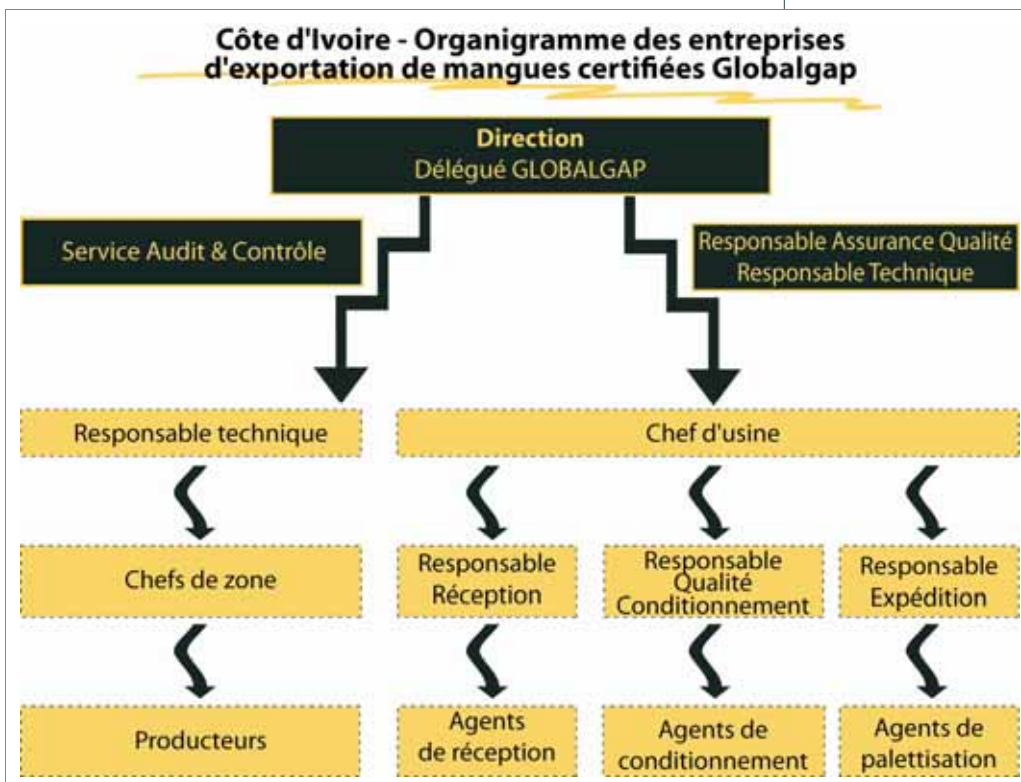 Côte d'Ivoire - Organigramme des entreprises
d'exportation de mangues certifiées Globalgap
Direction
Délégué GLOBALGAP
Service Audit & Contrôle
Responsable Assurance Qualité
Responsable Technique
Responsable technique
Chef d'usine
Chefs de zone
Responsable
Réception
Responsable
Qualité
Conditionnement
Responsable
Expédition
Producteurs
Agents
de réception
Agents de
conditionnement
Agents de
palettisation